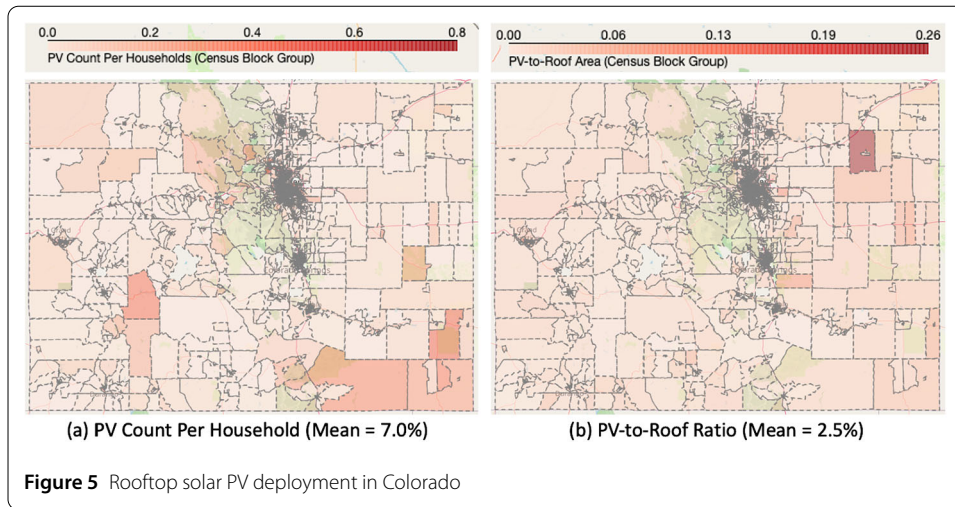 0.0 0.2 0.4 0.6 0.8
PV Count Per Households (Census Block Group)
0.00 0.06 0.13 0.19 0.26
PV-to-Roof Area (Census Block Group)
(a) PV Count Per Household (Mean = 7.0%)
(b) PV-to-Roof Ratio (Mean = 2.5%)
Figure 5 Rooftop solar PV deployment in Colorado